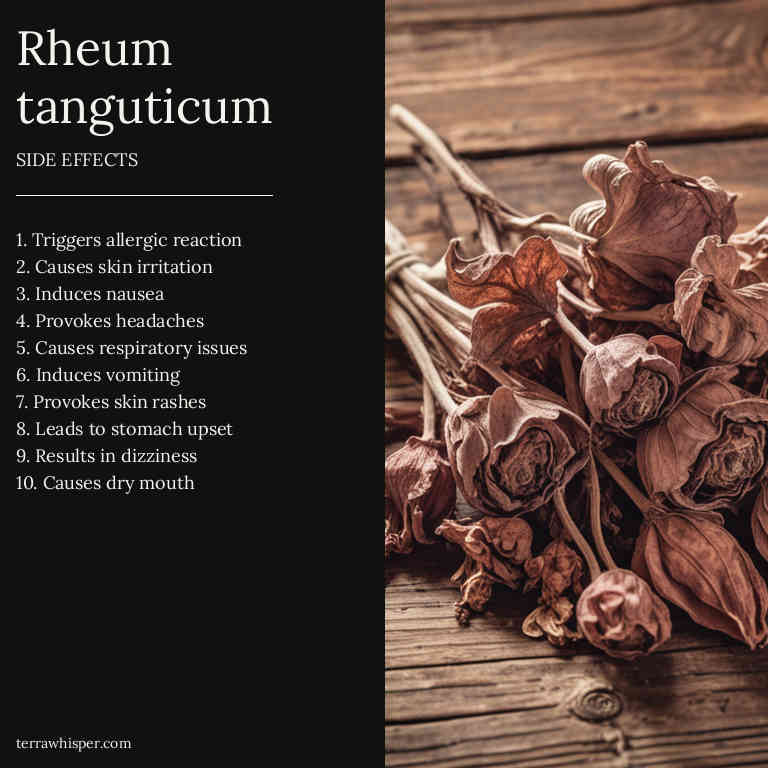 Rheum
tanguticum
SIDE EFFECTS
1. Triggers allergic reaction
2. Causes skin irritation
3. Induces nausea
4. Provokes headaches
5. Causes respiratory issues
6. Induces vomiting
7. Provokes skin rashes
8. Leads to stomach upset
9. Results in dizziness
10. Causes dry mouth
terrawhisper.com